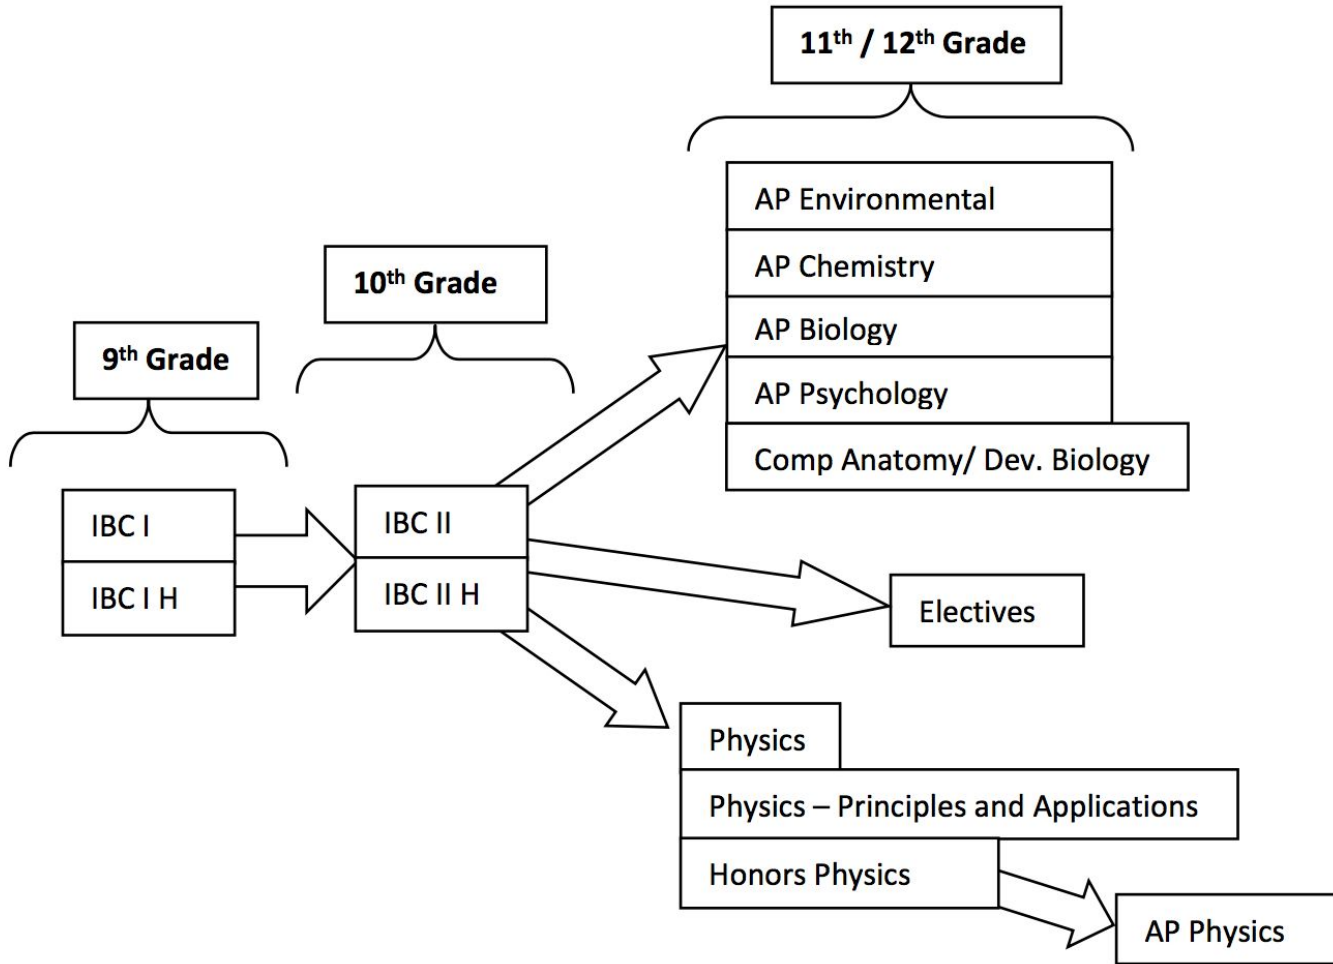 11th / 12th Grade
AP Environmental
AP Chemistry
10th Grade
AP Biology
9th Grade
AP Psychology
Comp Anatomy/ Dev. Biology
IBC I
IBC I H
IBC II
IBC II H
Electives
Physics
Physics – Principles and Applications
Honors Physics
AP Physics